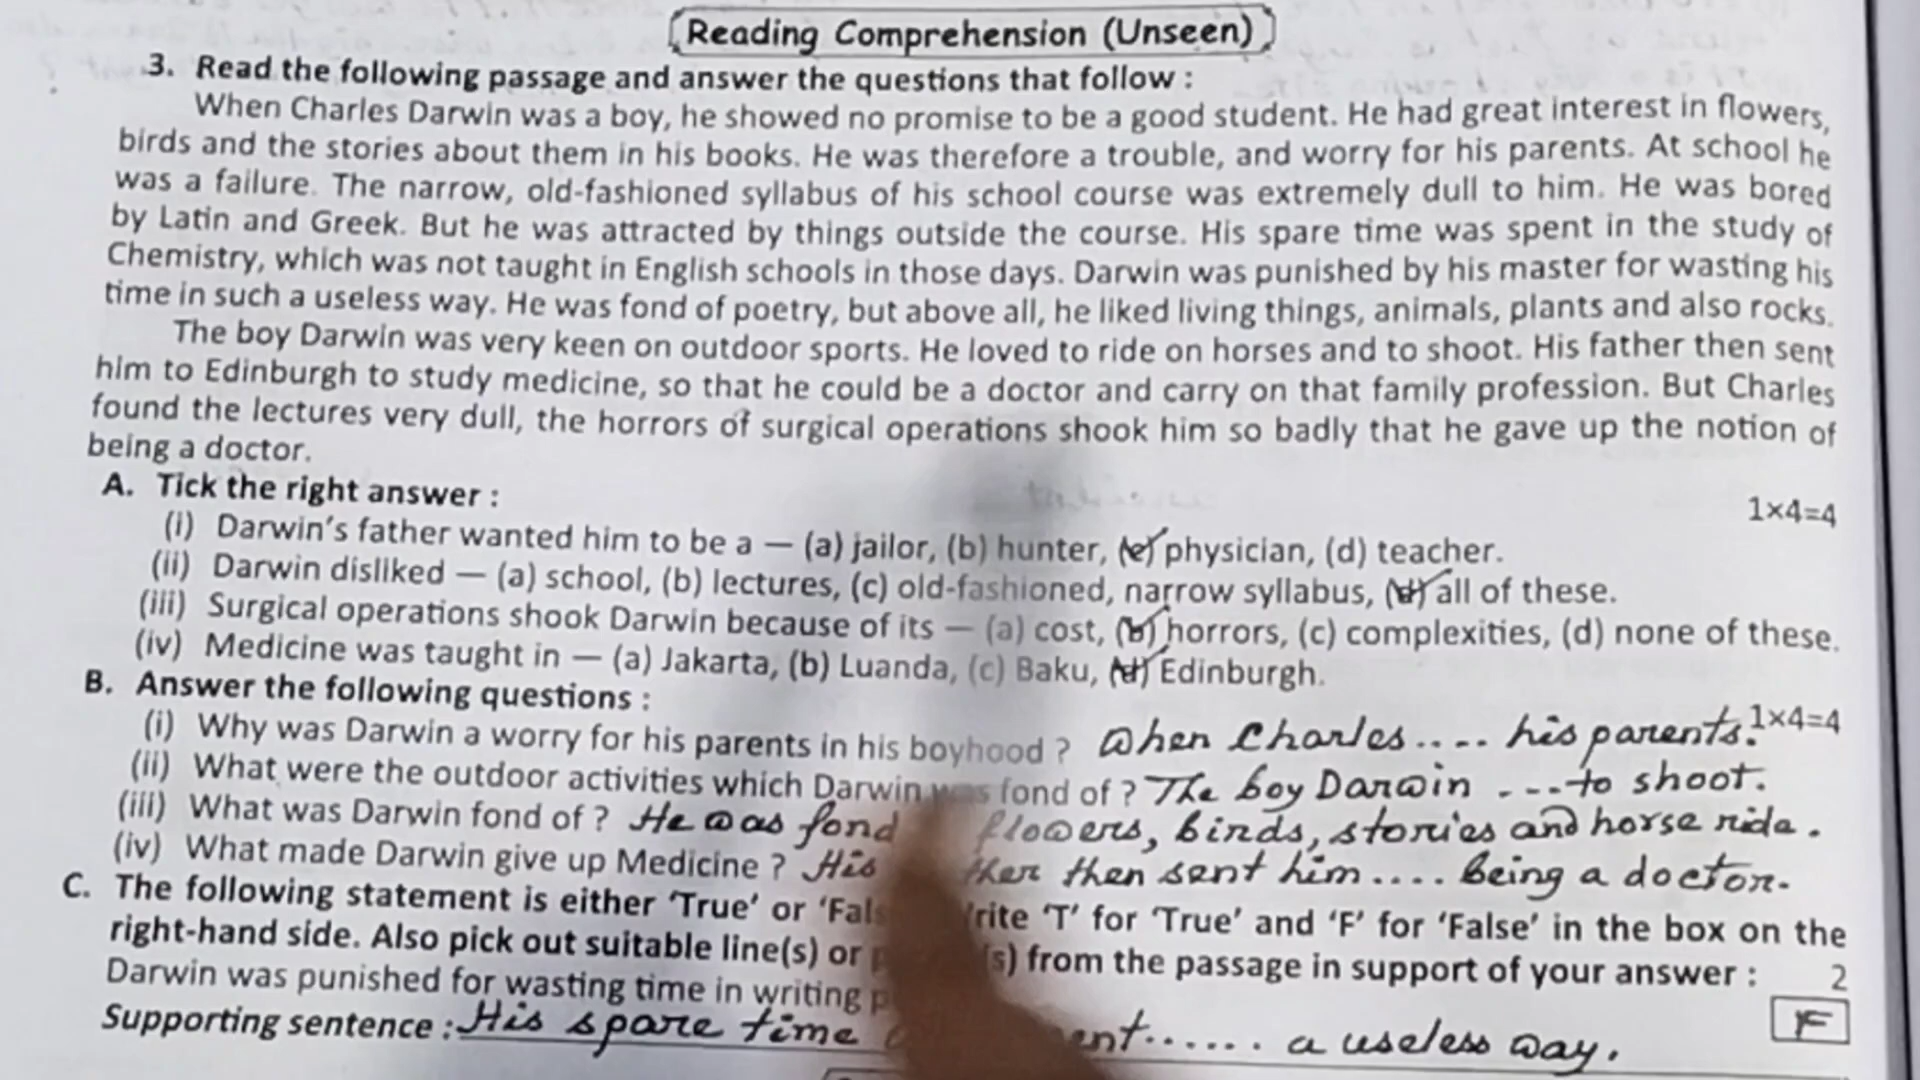 Reading Comprehension (Unseen)
3. Read the following passage and answer the questions that follow :
When Charles Darwin was a boy, he showed no promise to be a good student. He had great interest in flowers,
birds and the stories about them in his books. He was therefore a trouble, and worry for his parents. At school he
was a failure. The narrow, old-fashioned syllabus of his school course was extremely dull to him. He was bored
by Latin and Greek. But he was attracted by things outside the course. His spare time was spent in the study of
Chemistry, which was not taught in English schools in those days. Darwin was punished by his master for wasting his
time in such a useless way. He was fond of poetry, but above all, he liked living things, animals, plants and also rocks.
The boy Darwin was very keen on outdoor sports. He loved to ride on horses and to shoot. His father then sent
him to Edinburgh to study medicine, so that he could be a doctor and carry on that family profession. But Charles
found the lectures very dull, the horrors of surgical operations shook him so badly that he gave up the notion of
being a doctor.
A. Tick the right answer : 1×4=4
(i) Darwin's father wanted him to be a — (a) jailor, (b) hunter, (c) physician, (d) teacher.
(ii) Darwin disliked — (a) school, (b) lectures, (c) old-fashioned, narrow syllabus, (d) all of these.
(iii) Surgical operations shook Darwin because of its — (a) cost, (b) horrors, (c) complexities, (d) none of these.
(iv) Medicine was taught in — (a) Jakarta, (b) Luanda, (c) Baku, (d) Edinburgh.
B. Answer the following questions : 1×4=4
(i) Why was Darwin a worry for his parents in his boyhood ? When Charles.... his parents.
(ii) What were the outdoor activities which Darwin was fond of ? The boy Darwin ....to shoot.
(iii) What was Darwin fond of ? He was fond flowers, birds, stories and horse ride.
(iv) What made Darwin give up Medicine ? His then sent him.... being a doctor.
C. The following statement is either 'True' or 'T' for 'True' and 'F' for 'False' in the box on the
right-hand side. Also pick out suitable line(s) or from the passage in support of your answer : 2
Darwin was punished for wasting time in writing F
Supporting sentence : His spare time ...... a useless way.